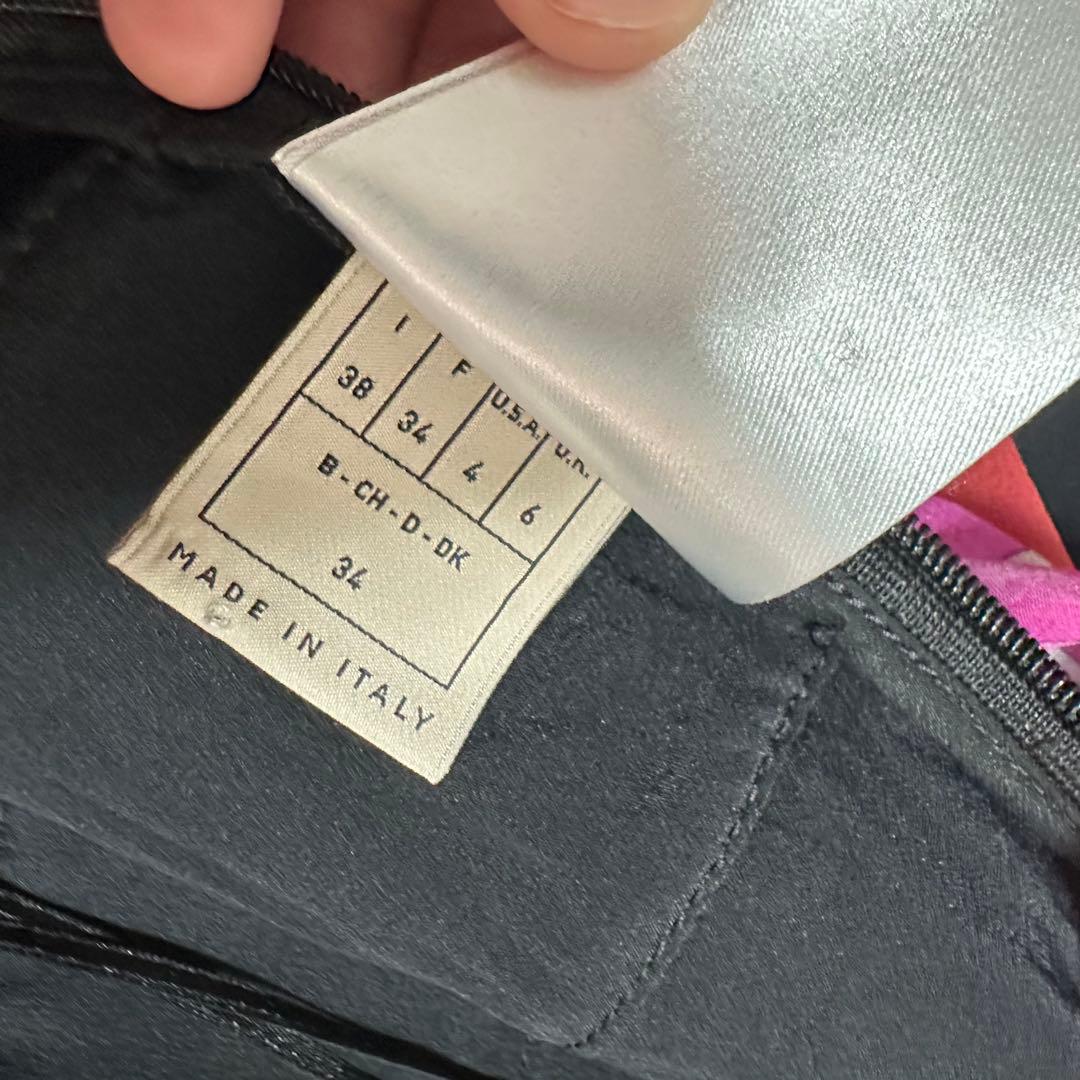 I F U.S.A. U.K.
38 34 4 6
B - CH - D - DK
34
MADE IN ITALY